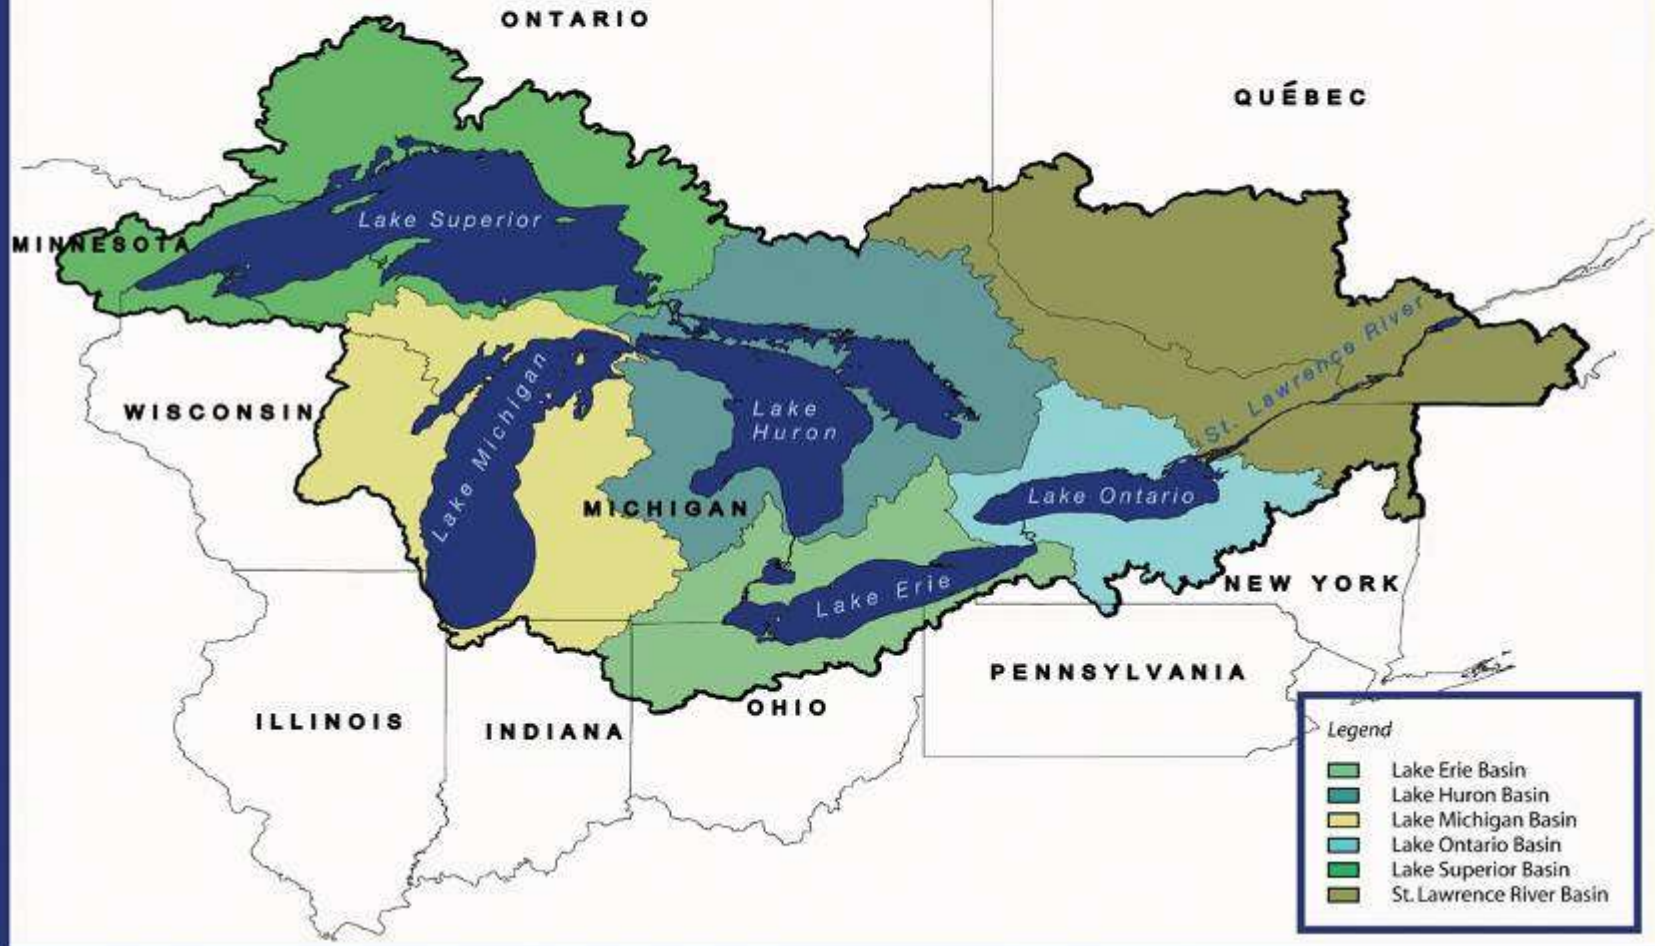 ONTARIO
QUÉBEC
Lake Superior
MINNESOTA
St. Lawrence River
Lake Michigan
WISCONSIN
Lake
Huron
Lake Ontario
MICHIGAN
Lake Erie
NEW YORK
PENNSYLVANIA
OHIO
ILLINOIS
INDIANA
Legend
Lake Erie Basin
Lake Huron Basin
Lake Michigan Basin
Lake Ontario Basin
Lake Superior Basin
St. Lawrence River Basin